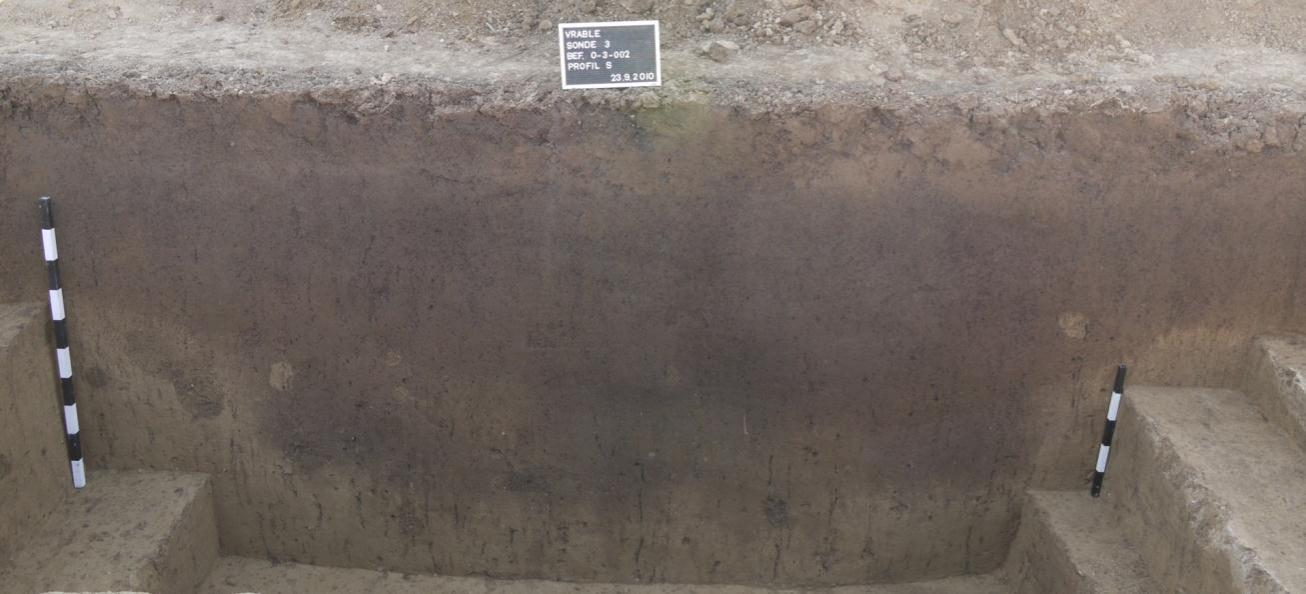 VRABLE
SONDE 3
BEF. 0-3-002
PROFIL S
23.9.2010